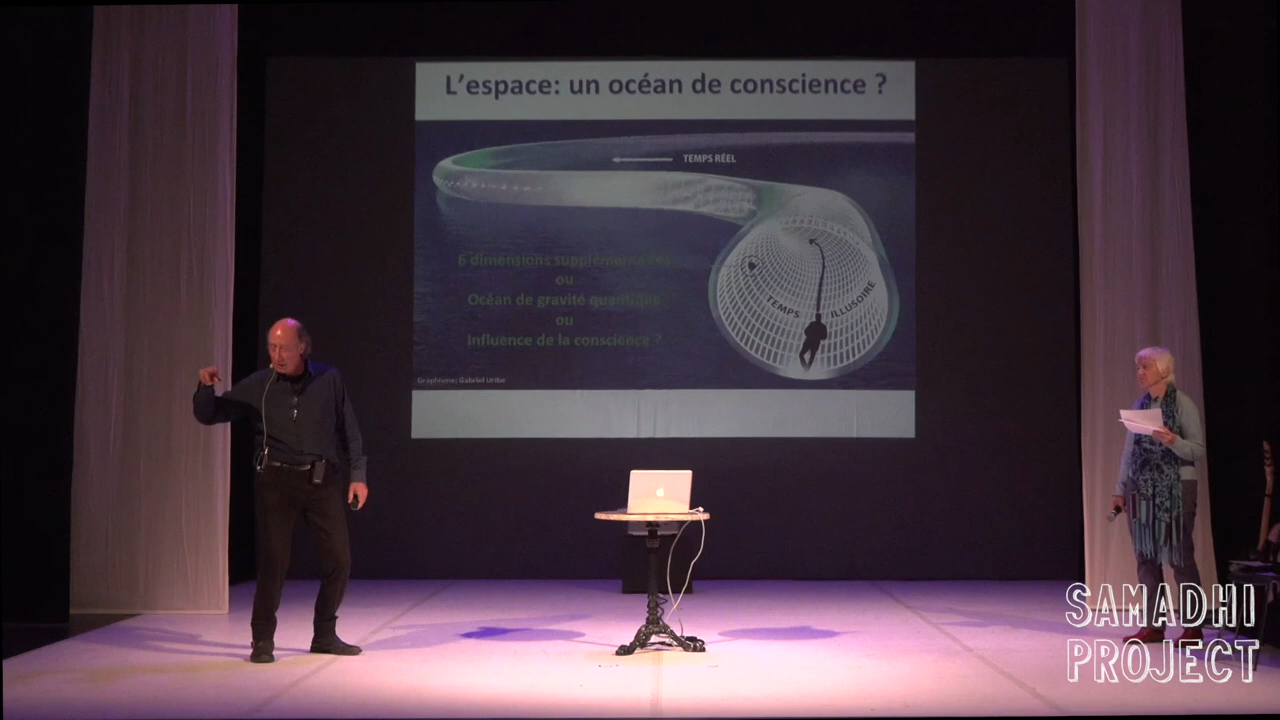 L'espace: un océan de conscience ?
TEMPS RÉEL
6 dimensions supplémentaires
ou
Océan de gravité quantique
ou
Influence de la conscience ?
TEMPS ILLUSOIRE
Graphisme: Gabriel Uribe
SAMADHI
PROJECT